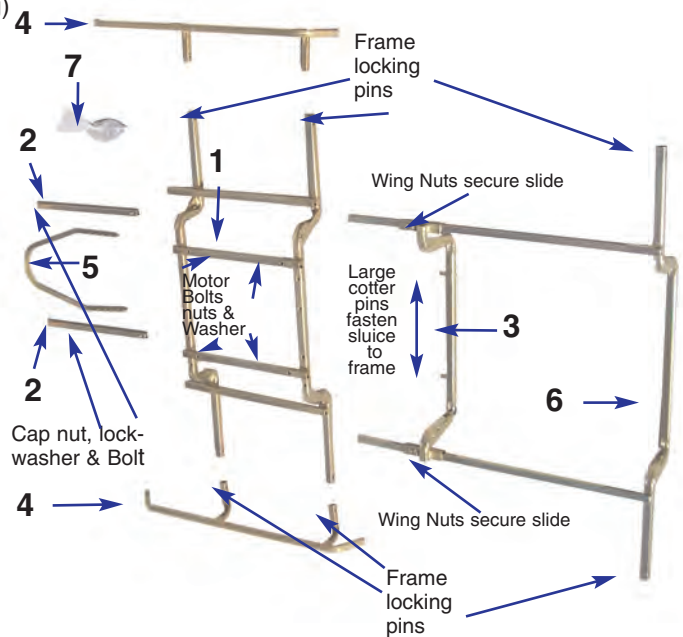 )
4
Frame
locking
pins
7
2
1
Wing Nuts secure slide
5
Motor
Bolts
nuts &
Washer
Large
cotter
pins
fasten
sluice
to
frame
3
2
6
Cap nut, lock-
washer & Bolt
4
Wing Nuts secure slide
Frame
locking
pins